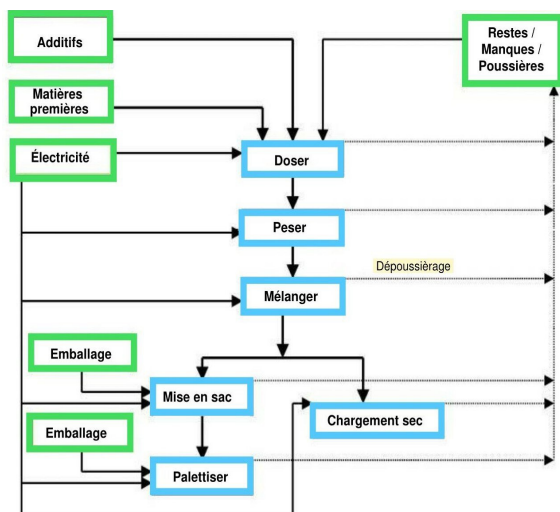 Additifs
Restes /
Manques /
Poussières
Matières
premières
Électricité
Doser
Peser
Dépoussièrage
Mélanger
Emballage
Mise en sac
Chargement sec
Emballage
Palettiser